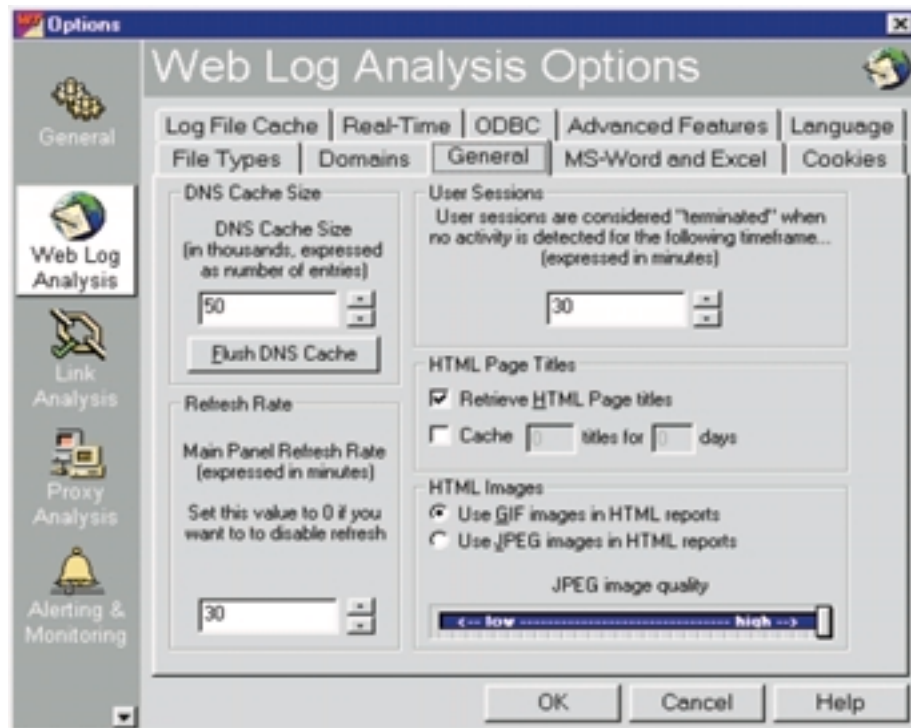 Options
Web Log Analysis Options
General
Web Log
Analysis
Link
Analysis
Proxy
Analysis
Alerting &
Monitoring
Log File Cache
Real-Time
ODBC
Advanced Features
Language
File Types
Domains
General
MS-Word and Excel
Cookies
DNS Cache Size
DNS Cache Size
(in thousands, expressed
as number of entries)
50
Flush DNS Cache
Refresh Rate
Main Panel Refresh Rate
(expressed in minutes)
Set this value to 0 if you
want to to disable refresh
30
User Sessions
User sessions are considered "terminated" when
no activity is detected for the following timeframe...
(expressed in minutes)
30
HTML Page Titles
Retrieve HTML Page titles
Cache 0 titles for 0 days
HTML Images
Use GIF images in HTML reports
Use JPEG images in HTML reports
JPEG image quality
<-- low ------------------------------ high -->
OK
Cancel
Help